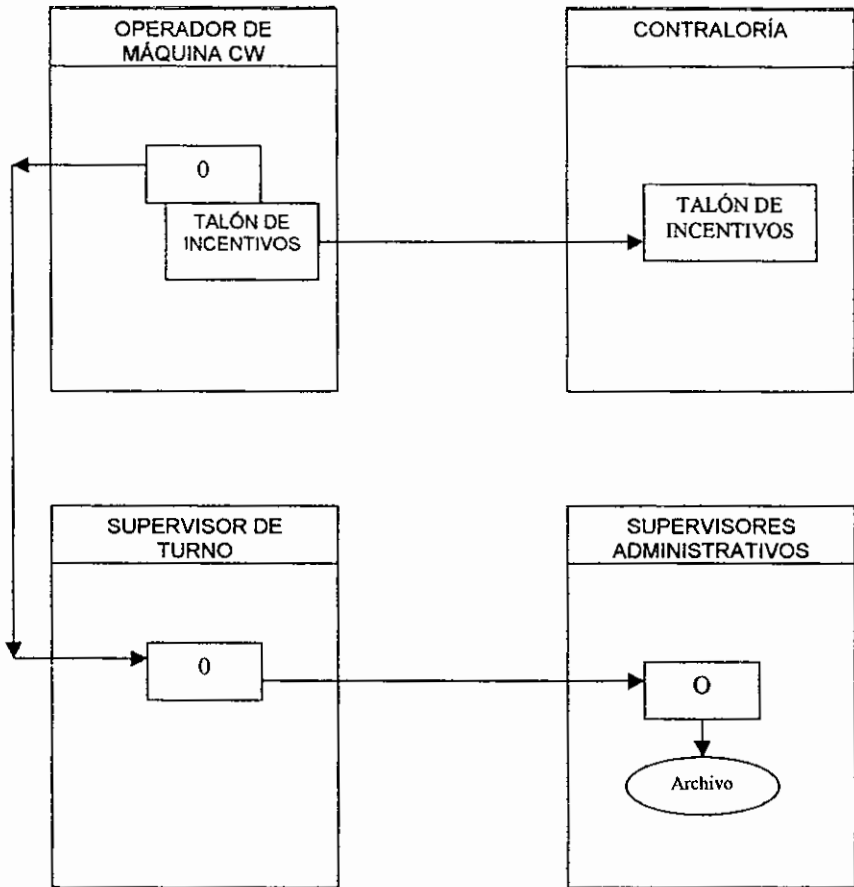 OPERADOR DE
MÁQUINA CW
0
TALÓN DE
INCENTIVOS
CONTRALORÍA
TALÓN DE
INCENTIVOS
SUPERVISOR DE
TURNO
0
SUPERVISORES
ADMINISTRATIVOS
O
Archivo